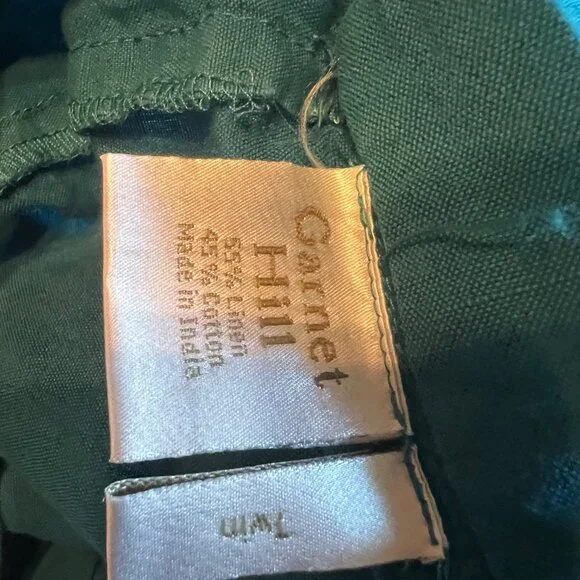 Garnet
Hill
55% Linen
45% Cotton
Made in India
Twin